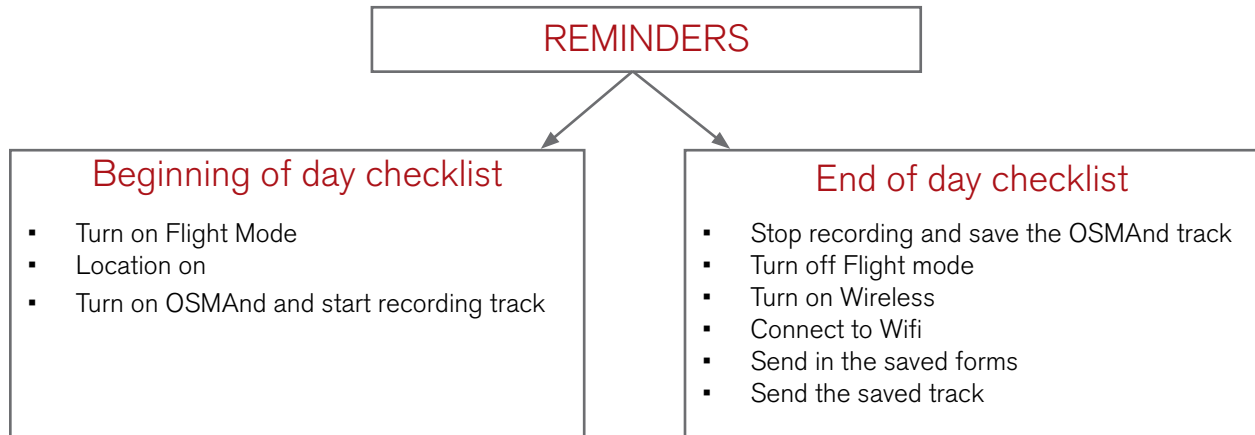 REMINDERS
Beginning of day checklist
▪ Turn on Flight Mode
▪ Location on
▪ Turn on OSMAnd and start recording track
End of day checklist
▪ Stop recording and save the OSMAnd track
▪ Turn off Flight mode
▪ Turn on Wireless
▪ Connect to Wifi
▪ Send in the saved forms
▪ Send the saved track